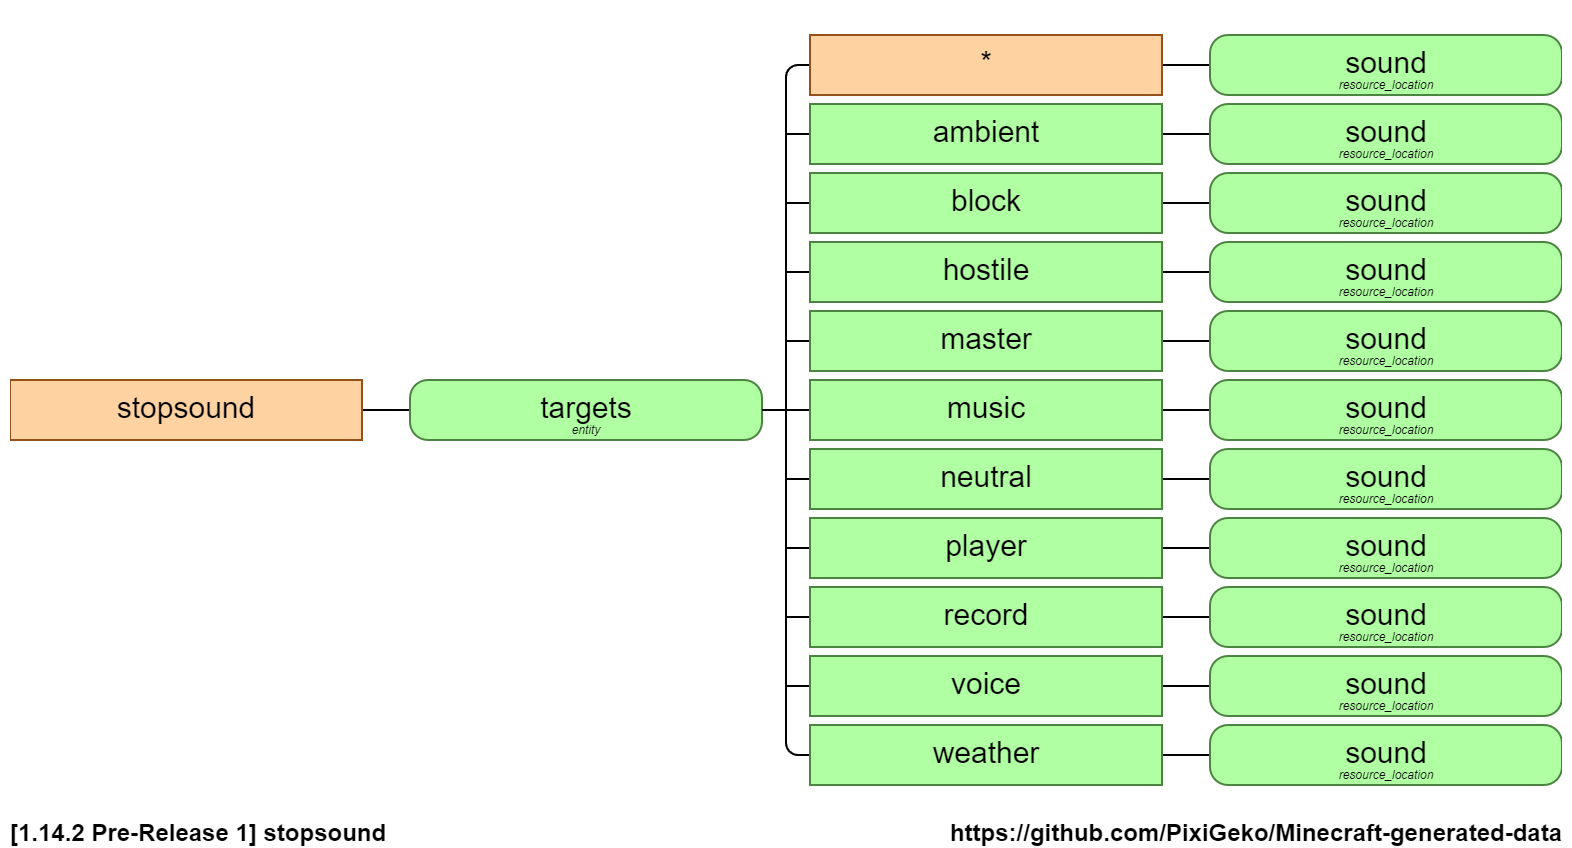 *
sound
resource_location
ambient
sound
resource_location
block
sound
resource_location
hostile
sound
resource_location
master
sound
resource_location
stopsound
targets
entity
music
sound
resource_location
neutral
sound
resource_location
player
sound
resource_location
record
sound
resource_location
voice
sound
resource_location
weather
sound
resource_location
[1.14.2 Pre-Release 1] stopsound
https://github.com/PixiGeko/Minecraft-generated-data